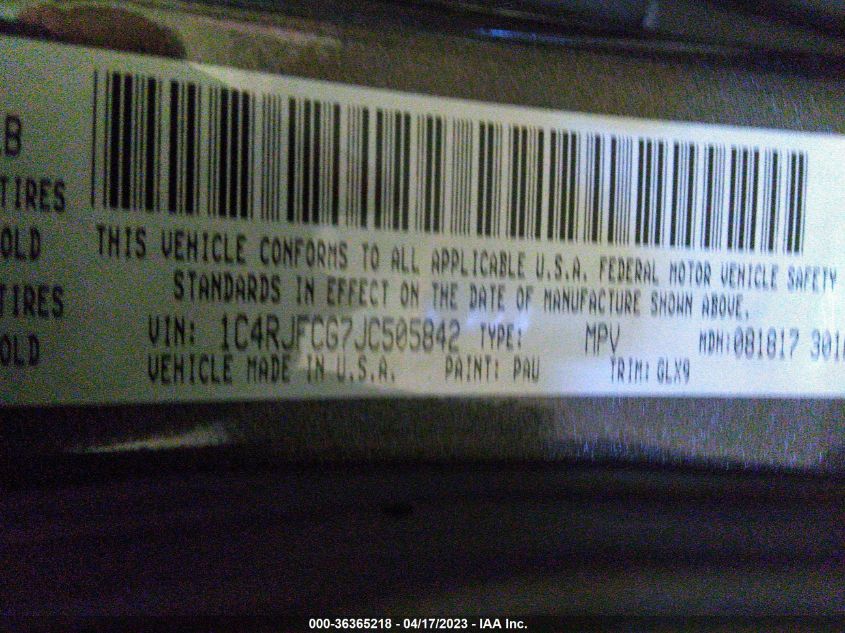 B
TIRES
OLD
TIRES
OLD
THIS VEHICLE CONFORMS TO ALL APPLICABLE U.S.A. FEDERAL MOTOR VEHICLE SAFETY
STANDARDS IN EFFECT ON THE DATE OF MANUFACTURE SHOWN ABOVE.
VIN: 1C4RJFCG7JC505842 TYPE: MPV MDH:081817 301
VEHICLE MADE IN U.S.A. PAINT: PAU TRIM: GLX9
000-36365218 - 04/17/2023 - IAA Inc.